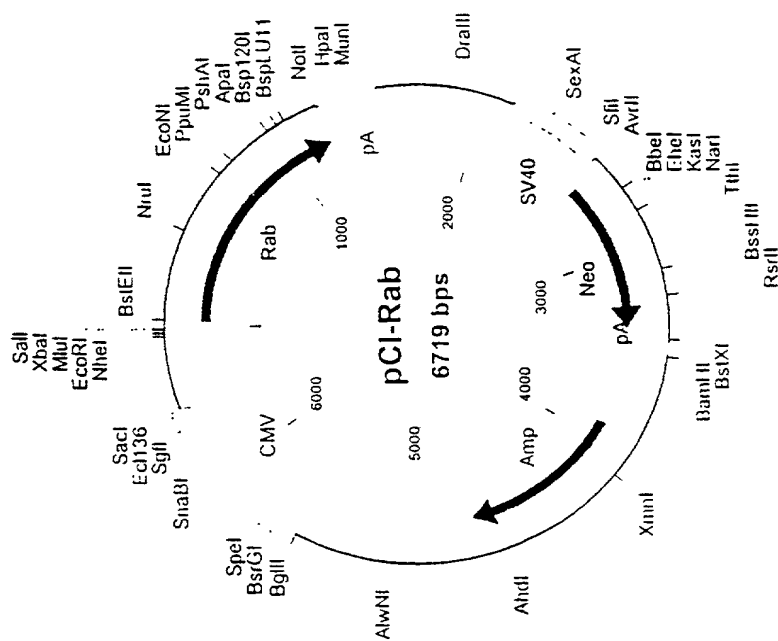 SalI
XbaI
MluI
EcoRI
NheI
BstEII
NruI
EcoNI
PpuMI
PshAI
ApaI
Bsp120I
BspLU11
NotI
HpaI
MunI
DraIII
SexAI
SfiI
AvrII
BbeI
EheI
KasI
NarI
TthI
BssHII
RsrII
BamHI
BstXI
XmnI
AhdI
AlwNI
SpeI
BsrGI
BglII
SnaBI
SacI
Ecl136
SgfI
CMV
Rab
pA
SV40
Neo
pA
Amp
1000
2000
3000
4000
5000
6000
pCI-Rab
6719 bps